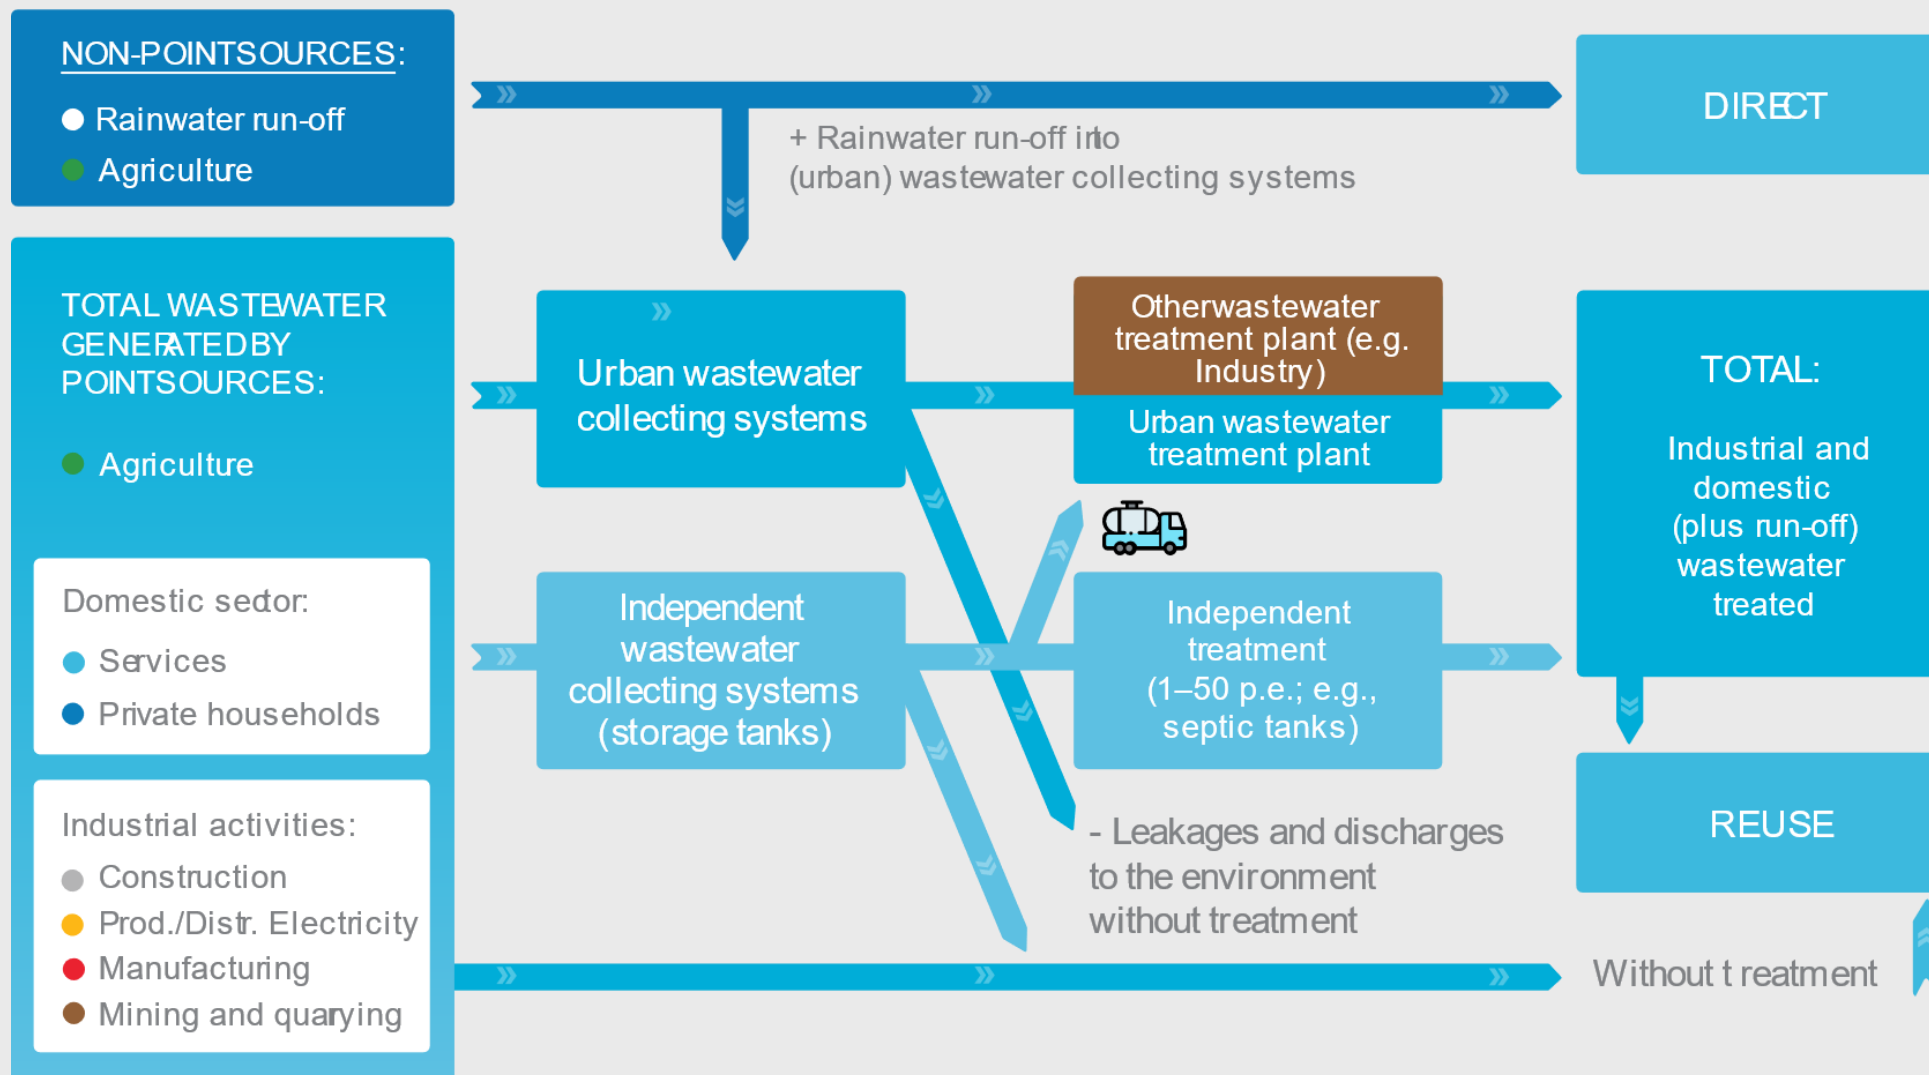 NON-POINTSOURCES:
Rainwater run-off
Agriculture
+ Rainwater run-off into
(urban) wastewater collecting systems
DIRECT
TOTAL WASTEWATER
GENERATED BY
POINTSOURCES:
Agriculture
Domestic sector:
Services
Private households
Industrial activities:
Construction
Prod./Distr. Electricity
Manufacturing
Mining and quarrying
Urban wastewater
collecting systems
Otherwastewater
treatment plant (e.g.
Industry)
Urban wastewater
treatment plant
Independent
wastewater
collecting systems
(storage tanks)
Independent
treatment
(1–50 p.e.; e.g.,
septic tanks)
- Leakages and discharges
to the environment
without treatment
TOTAL:
Industrial and
domestic
(plus run-off)
wastewater
treated
REUSE
Without t reatment